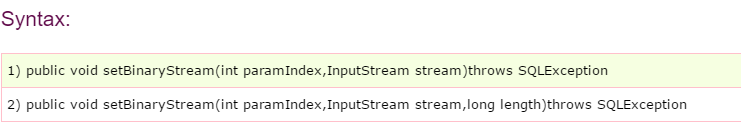 Syntax:
1) public void setBinaryStream(int paramIndex,InputStream stream)throws SQLException
2) public void setBinaryStream(int paramIndex,InputStream stream,long length)throws SQLException